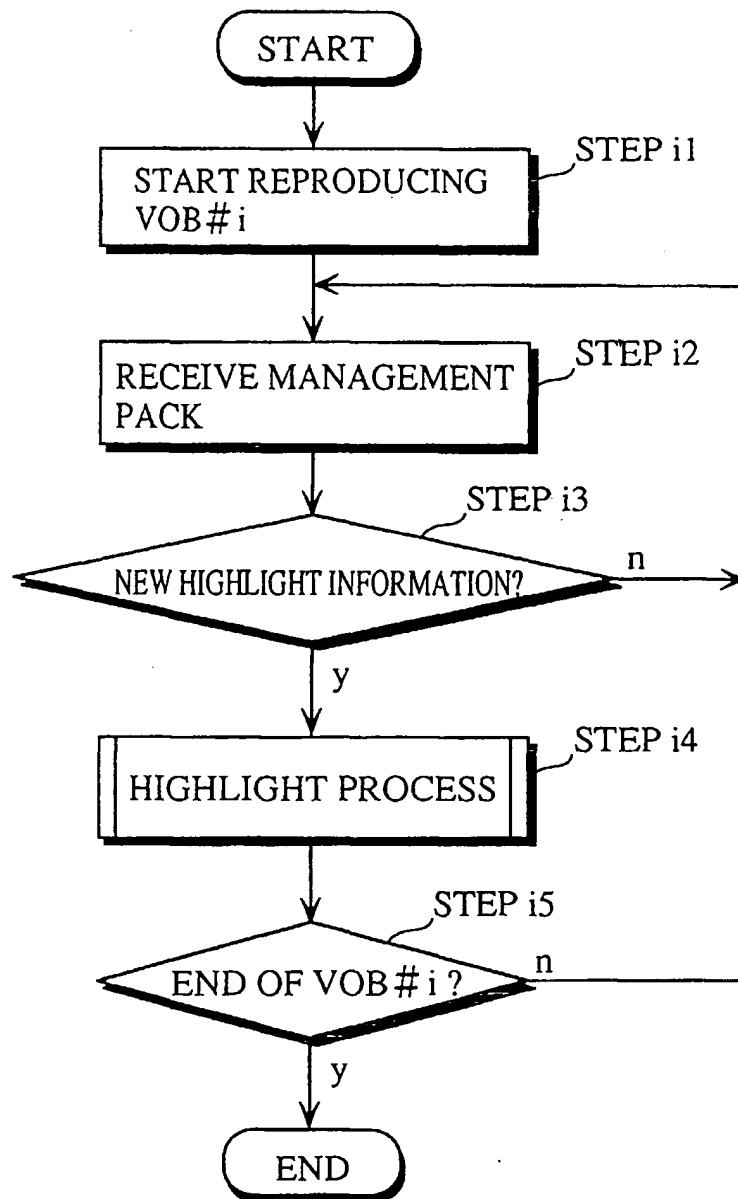 START
STEP i1
START REPRODUCING
VOB# i
STEP i2
RECEIVE MANAGEMENT
PACK
STEP i3
NEW HIGHLIGHT INFORMATION?
n
y
STEP i4
HIGHLIGHT PROCESS
STEP i5
END OF VOB# i ?
n
y
END